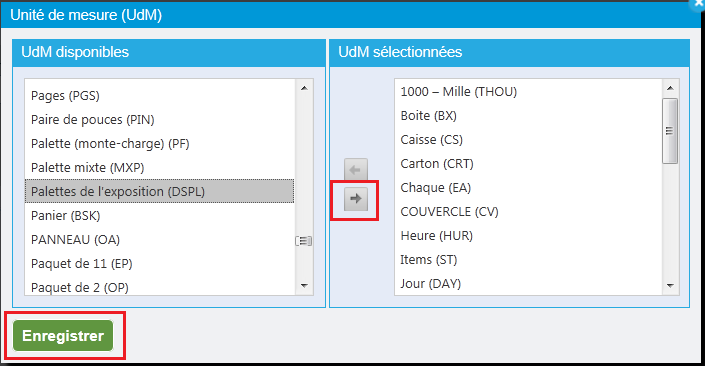 Unité de mesure (UdM)
UdM disponibles
Pages (PGS)
Paire de pouces (PIN)
Palette (monte-charge) (PF)
Palette mixte (MXP)
Palettes de l'exposition (DSPL)
Panier (BSK)
PANNEAU (OA)
Paquet de 11 (EP)
Paquet de 2 (OP)
UdM sélectionnées
1000 – Mille (THOU)
Boite (BX)
Caisse (CS)
Carton (CRT)
Chaque (EA)
COUVERCLE (CV)
Heure (HUR)
Items (ST)
Jour (DAY)
Enregistrer